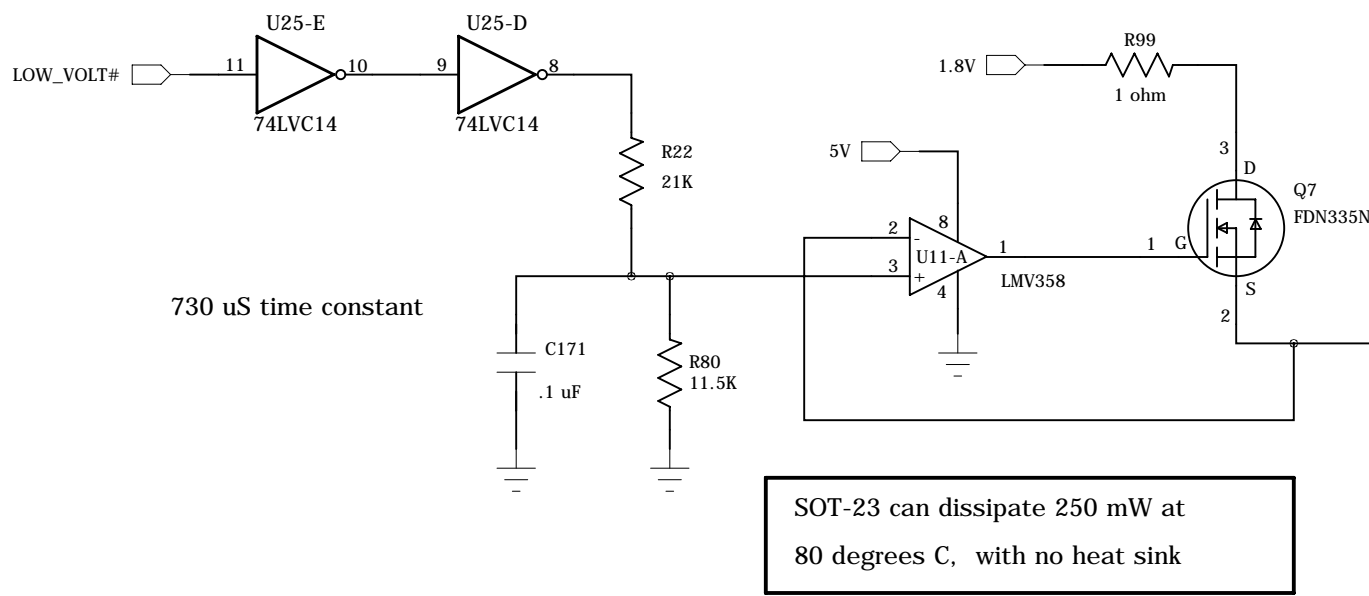 U25-E
U25-D
LOW_VOLT#
11
10
9
8
74LVC14
74LVC14
R22
21K
1.8V
R99
1 ohm
5V
3
D
Q7
FDN335N
2
-
8
U11-A
1
1
G
3
+
4
LMV358
S
2
730 uS time constant
C171
.1 uF
R80
11.5K
SOT-23 can dissipate 250 mW at
80 degrees C, with no heat sink